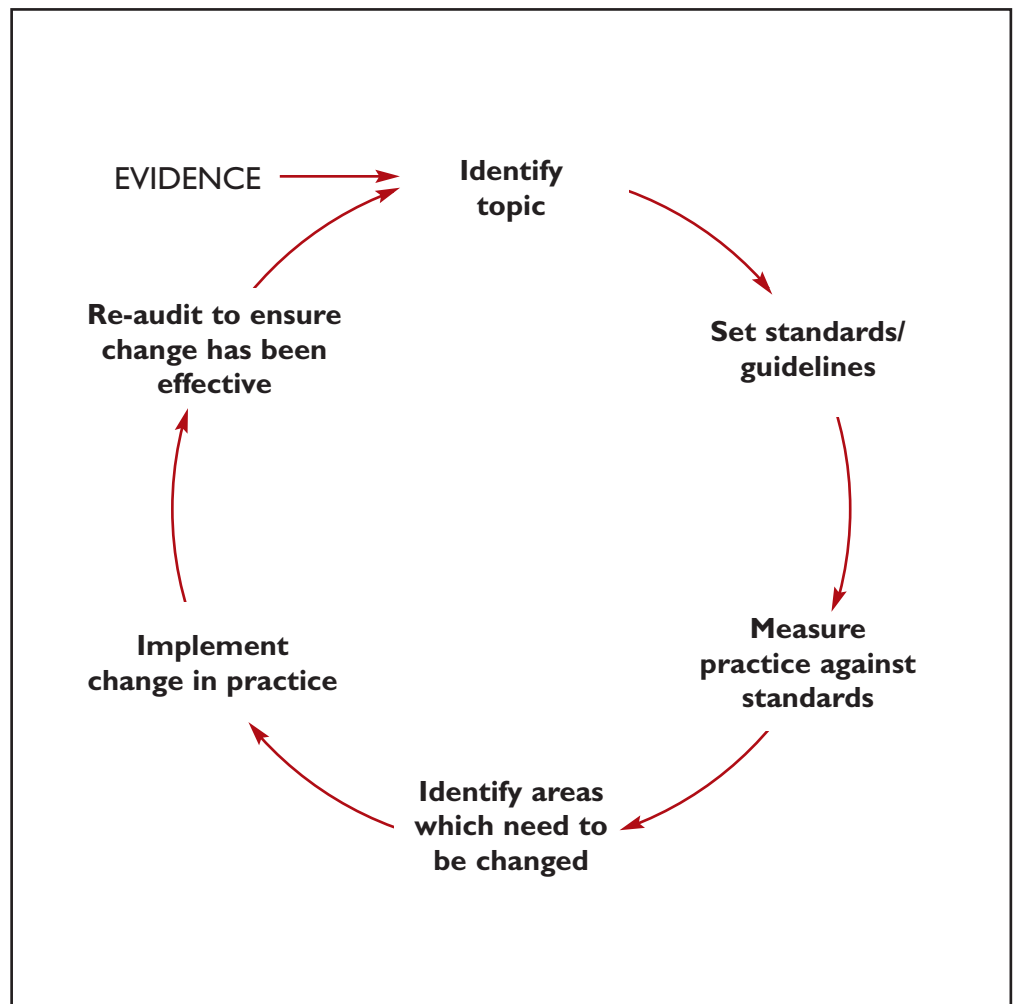 EVIDENCE
Identify
topic
Set standards/
guidelines
Measure
practice against
standards
Identify areas
which need to
be changed
Implement
change in practice
Re-audit to ensure
change has been
effective